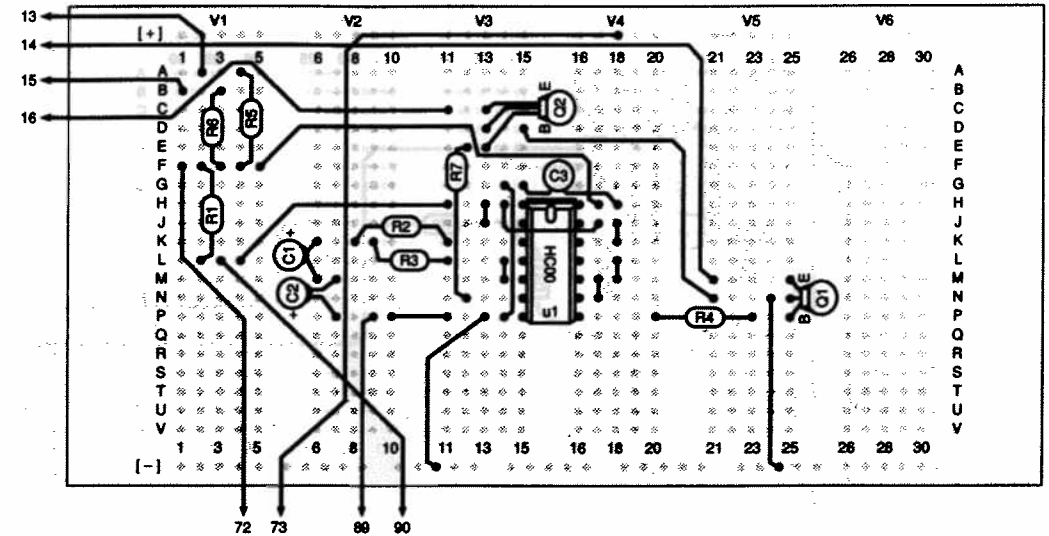 13 V1 V2 V3 V4 V5 V6
[+]
14
1 3 5 6 8 10 11 13 15 16 18 20 21 23 25 26 28 30
A A
15 B B
C C
16
D D
E E
F F
G G
H H
J J
K K
L L
M M
N N
P P
Q Q
R R
S S
T T
U U
V V
R6
R5
R1
C1 +
C2
+
R2
R3
R7
E
Q2
B
C3
HC00
u1
R4
E
Q1
B
1 3 5 6 8 10 11 13 15 16 18 20 21 23 25 26 28 30
[-]
72 73 89 90